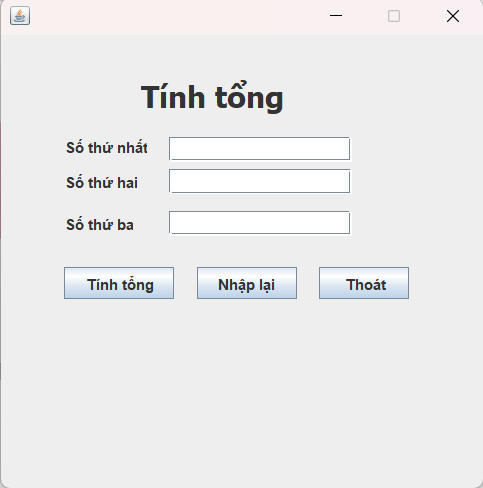 Tính tổng
Số thứ nhất
Số thứ hai
Số thứ ba
Tính tổng Nhập lại Thoát